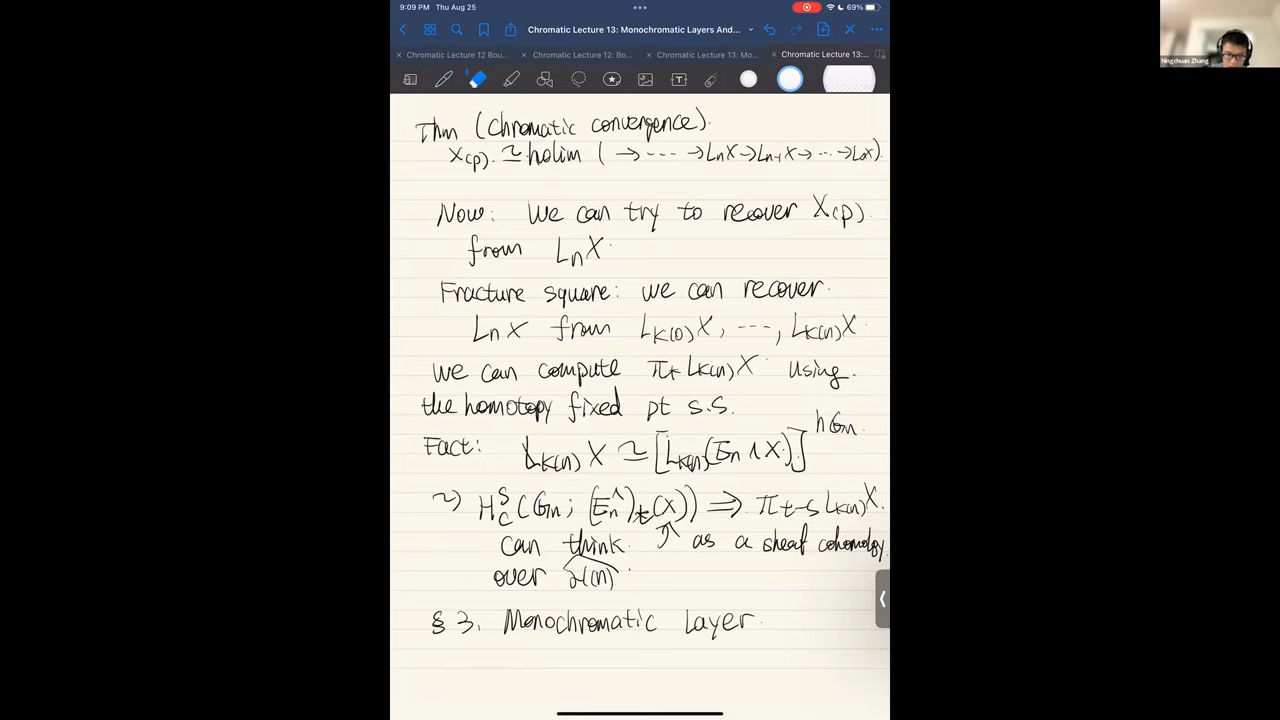 9:09 PM Thu Aug 25
69%
Chromatic Lecture 13: Monochromatic Layers And...
Chromatic Lecture 12 Bou...
Chromatic Lecture 12: Bo...
Chromatic Lecture 13: Mo...
Chromatic Lecture 13:...
Ningchuan Zhang
Thm (chromatic convergence).
X(p) ≃ holim ( → ---- → LnX → Ln-1X → ··· → L0X).
Now: We can try to recover X(p).
from LnX.
Fracture square: we can recover.
LnX from LK(0)X, ---, LK(n)X.
we can compute π* LK(n)X using.
the homotopy fixed pt s.s.
Fact: LK(n)X ≃ [LK(n)(En ∧ X)]^hGn.
⇝ H^s_c(Gn; (E^∧_n)_t(X)) ⇒ πt-s LK(n)X.
can think. ↑ as a sheaf cohomology
over Ĥ(n).
§ 3. Monochromatic Layer.